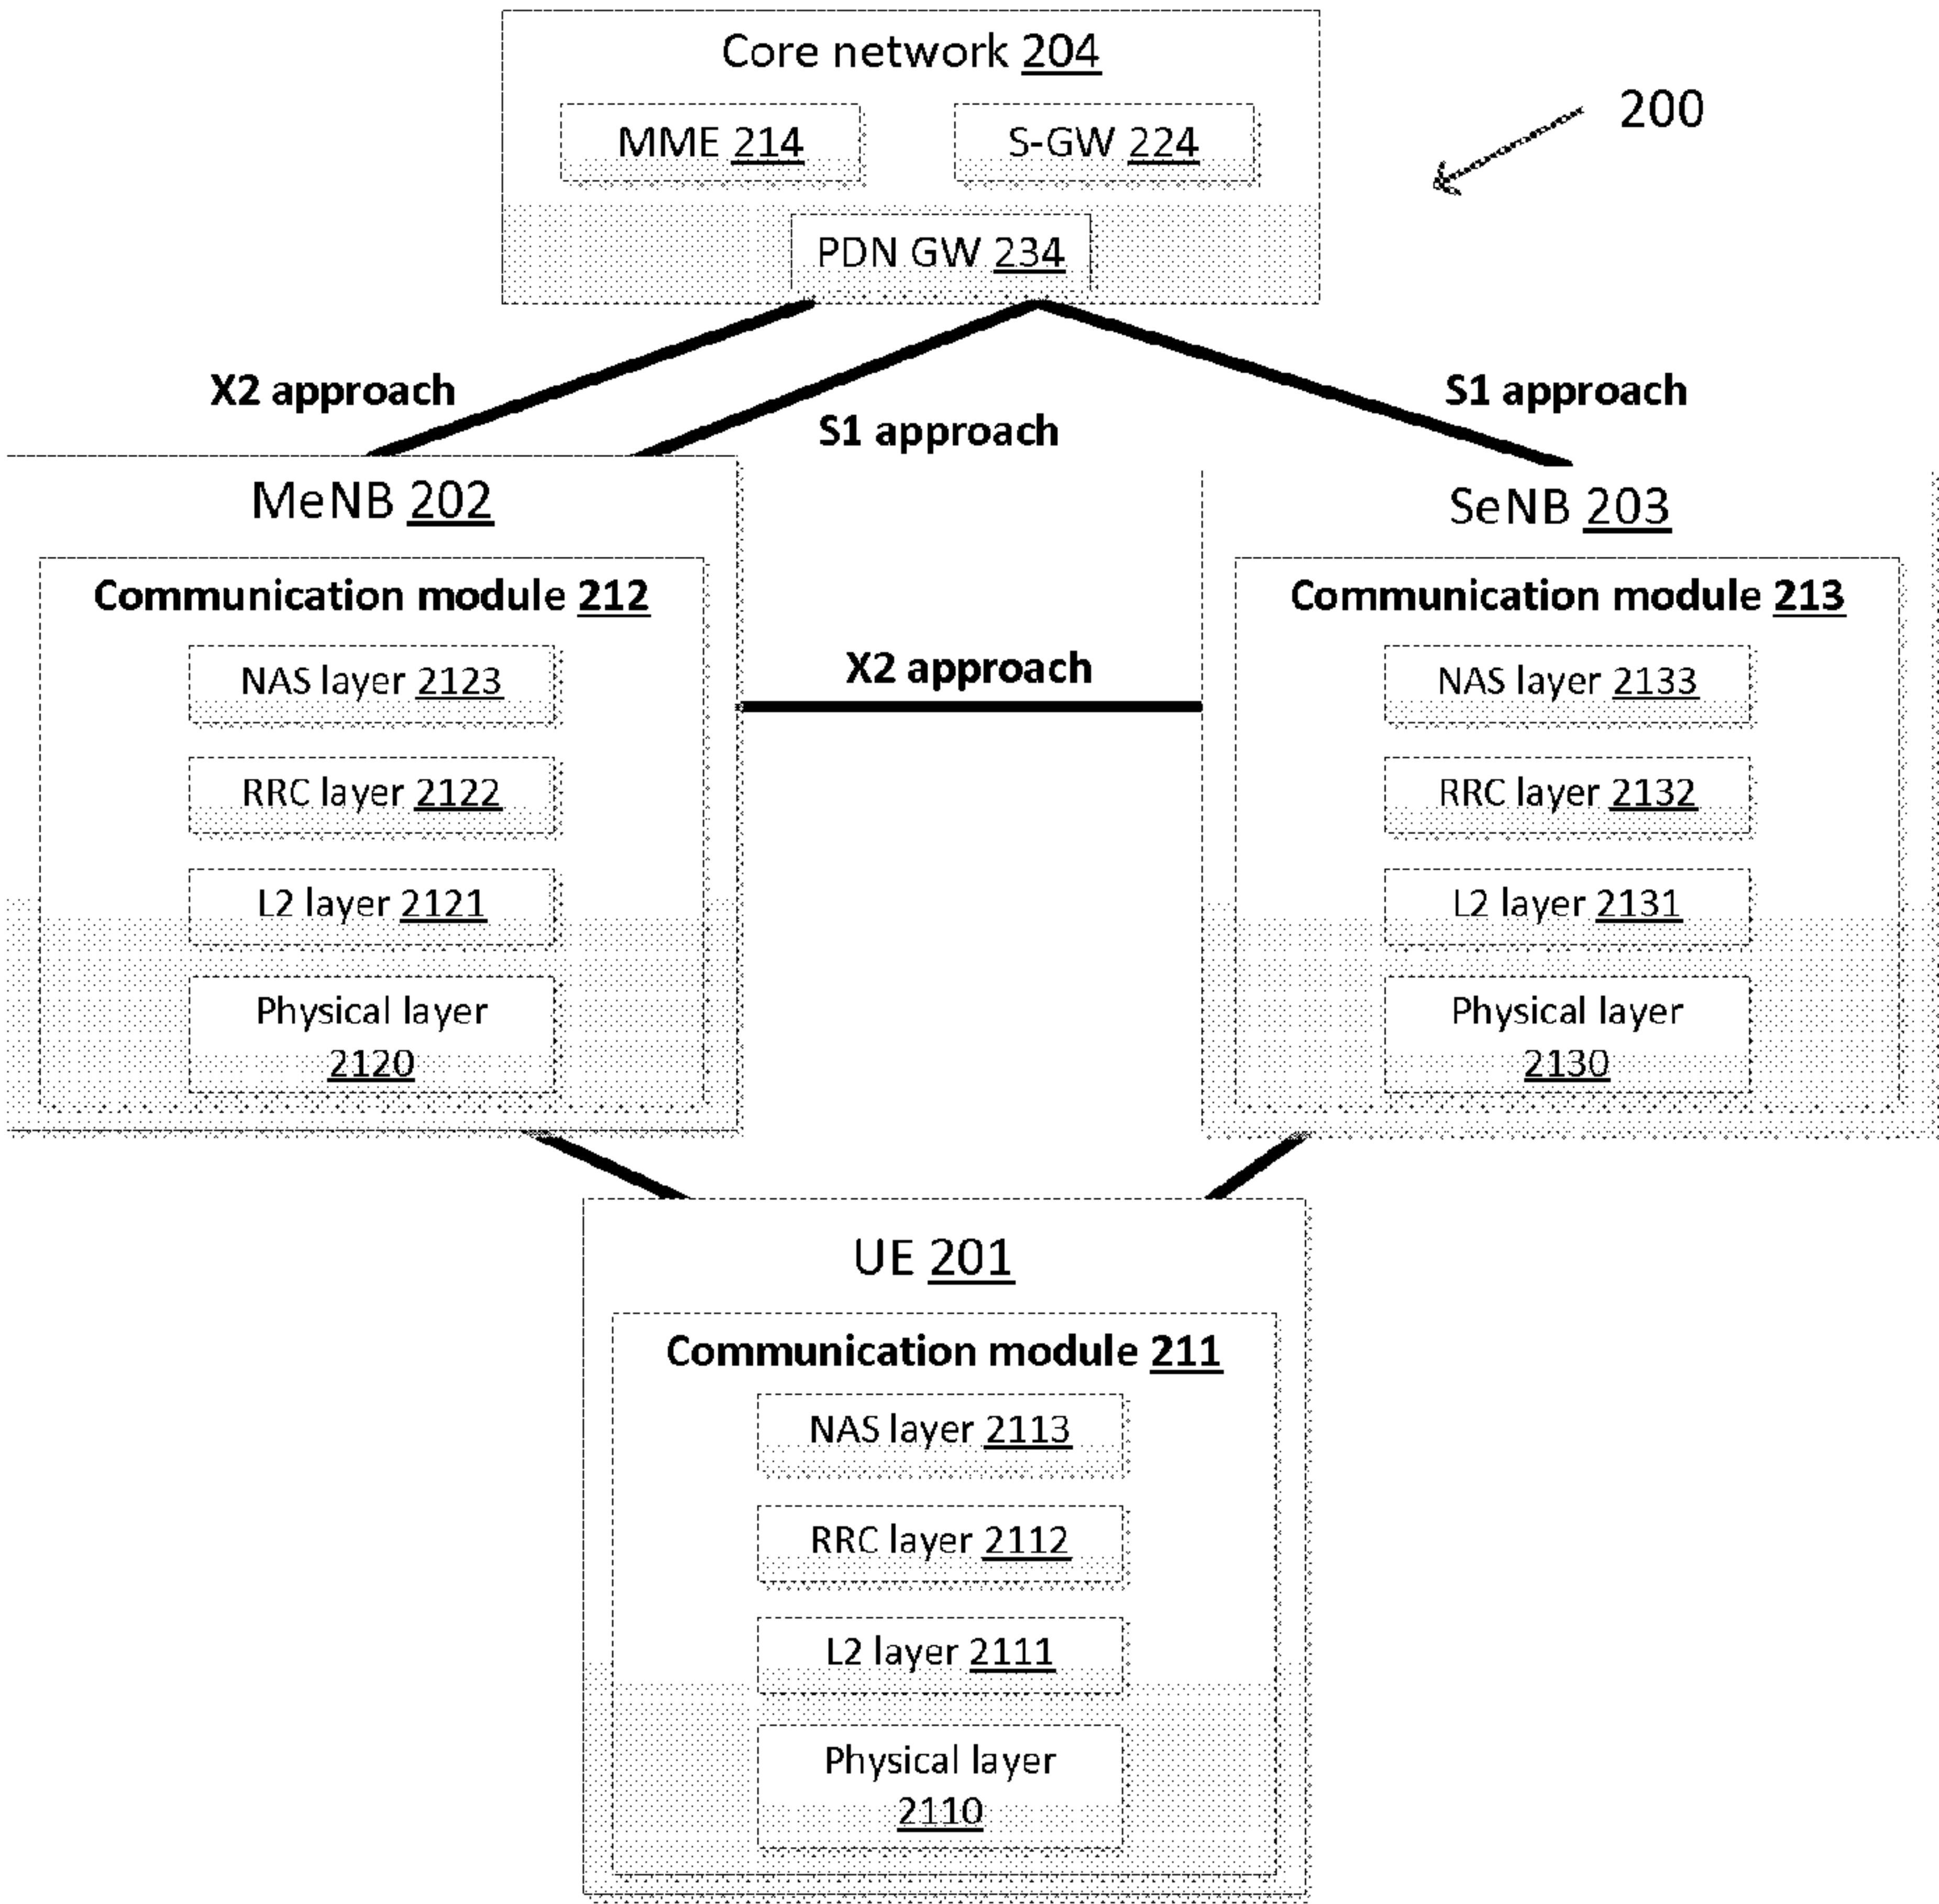 Core network 204
200
MME 214
S-GW 224
PDN GW 234
X2 approach
S1 approach
S1 approach
MeNB 202
Communication module 212
NAS layer 2123
RRC layer 2122
L2 layer 2121
Physical layer
2120
X2 approach
SeNB 203
Communication module 213
NAS layer 2133
RRC layer 2132
L2 layer 2131
Physical layer
2130
UE 201
Communication module 211
NAS layer 2113
RRC layer 2112
L2 layer 2111
Physical layer
2110